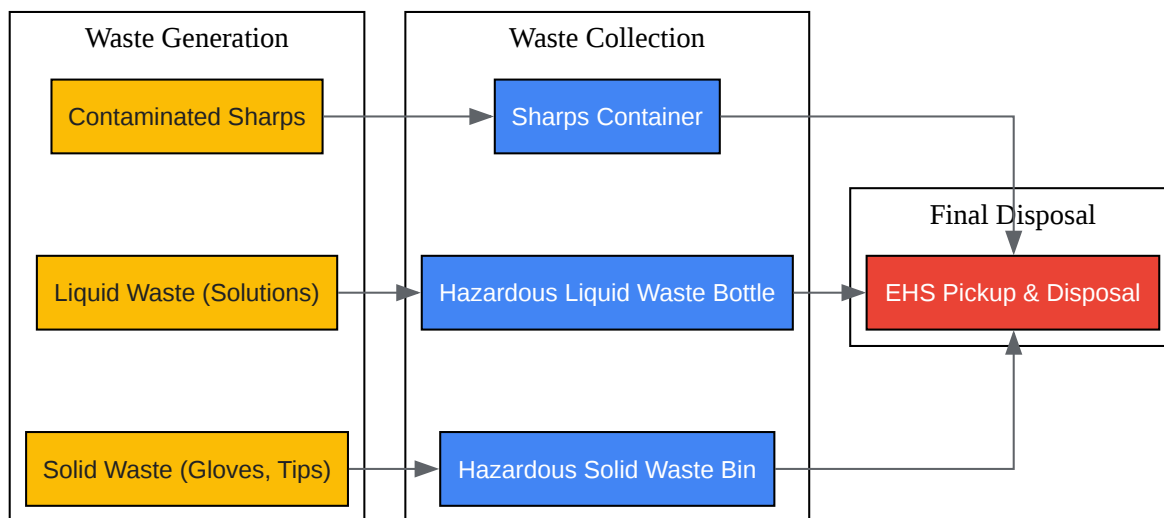 Waste Generation
Contaminated Sharps
Liquid Waste (Solutions)
Solid Waste (Gloves, Tips)
Waste Collection
Sharps Container
Hazardous Liquid Waste Bottle
Hazardous Solid Waste Bin
Final Disposal
EHS Pickup & Disposal